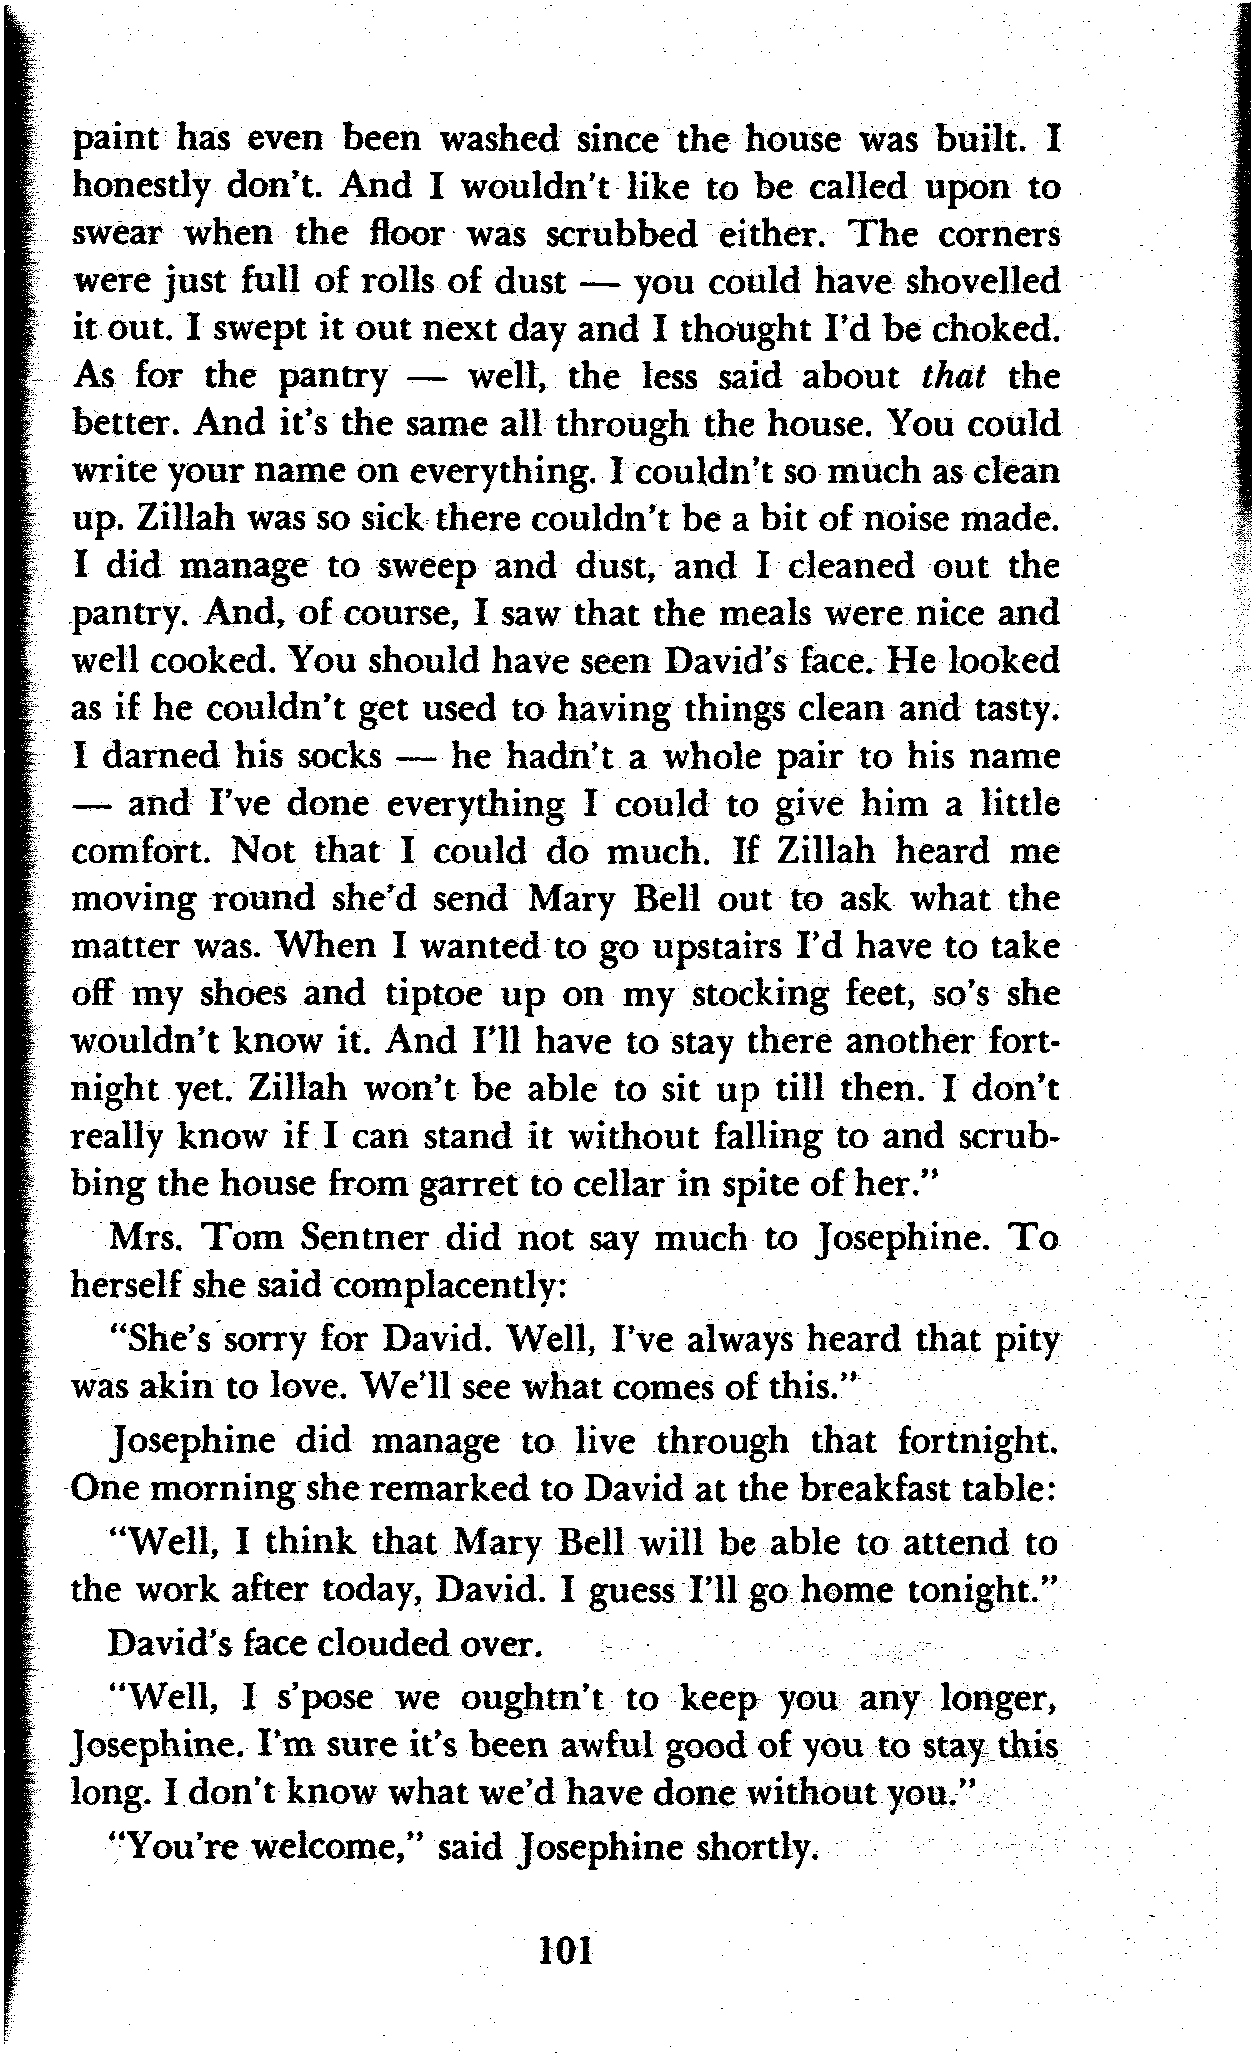 paint has even been washed since the house was built. I
honestly don't. And I wouldn't like to be called upon to
swear when the floor was scrubbed either. The corners
were just full of rolls of dust — you could have shovelled
it out. I swept it out next day and I thought I'd be choked.
As for the pantry — well, the less said about that the
better. And it's the same all through the house. You could
write your name on everything. I couldn't so much as clean
up. Zillah was so sick there couldn't be a bit of noise made.
I did manage to sweep and dust, and I cleaned out the
pantry. And, of course, I saw that the meals were nice and
well cooked. You should have seen David's face. He looked
as if he couldn't get used to having things clean and tasty.
I darned his socks — he hadn't a whole pair to his name
— and I've done everything I could to give him a little
comfort. Not that I could do much. If Zillah heard me
moving round she'd send Mary Bell out to ask what the
matter was. When I wanted to go upstairs I'd have to take
off my shoes and tiptoe up on my stocking feet, so's she
wouldn't know it. And I'll have to stay there another fort-
night yet. Zillah won't be able to sit up till then. I don't
really know if I can stand it without falling to and scrub-
bing the house from garret to cellar in spite of her."
Mrs. Tom Sentner did not say much to Josephine. To
herself she said complacently:
"She's sorry for David. Well, I've always heard that pity
was akin to love. We'll see what comes of this."
Josephine did manage to live through that fortnight.
One morning she remarked to David at the breakfast table:
"Well, I think that Mary Bell will be able to attend to
the work after today, David. I guess I'll go home tonight."
David's face clouded over.
"Well, I s'pose we oughtn't to keep you any longer,
Josephine. I'm sure it's been awful good of you to stay this
long. I don't know what we'd have done without you."
"You're welcome," said Josephine shortly.
101